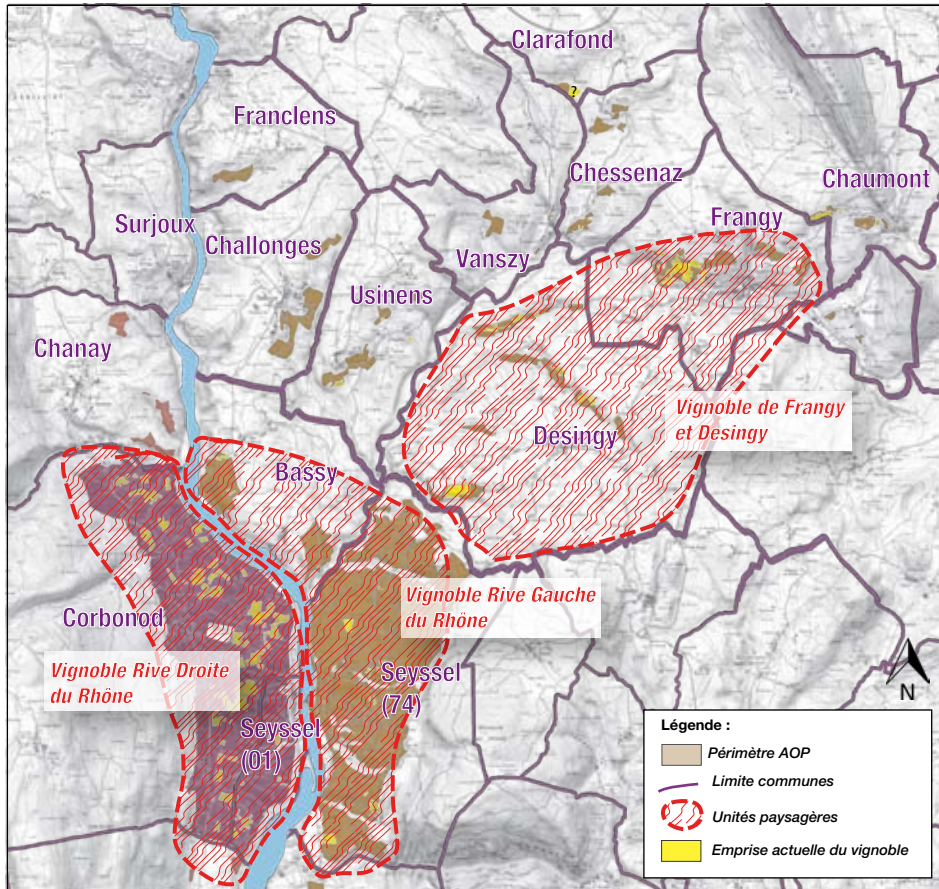 Clarafond
?
Franclens
Chessenaz
Chaumont
Surjoux
Frangy
Challonges
Vanszy
Usinens
Chanay
Vignoble de Frangy
et Desingy
Desingy
Bassy
Vignoble Rive Gauche
du Rhône
Corbonod
Vignoble Rive Droite
du Rhône
Seyssel
(74)
Seyssel
(01)
N
Légende :
Périmètre AOP
Limite communes
Unités paysagères
Emprise actuelle du vignoble